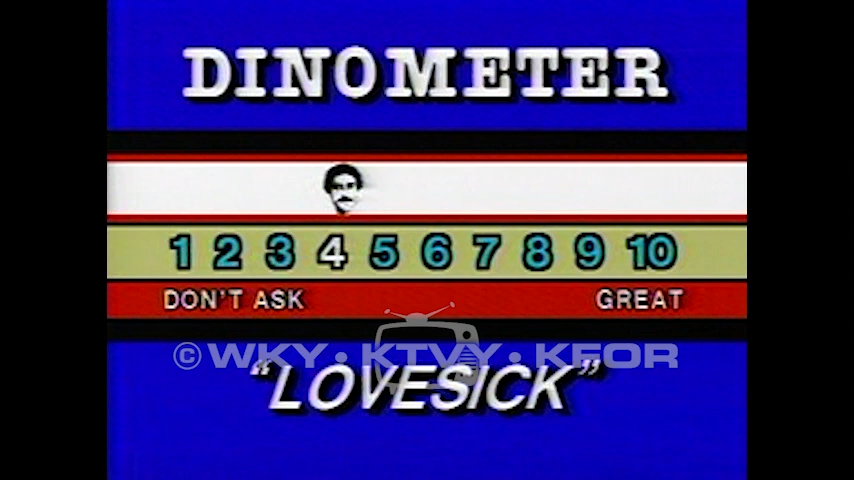 DINOMETER
1 2 3 4 5 6 7 8 9 10
DON'T ASK GREAT
©WKY•KTVY•KFOR
"LOVESICK"